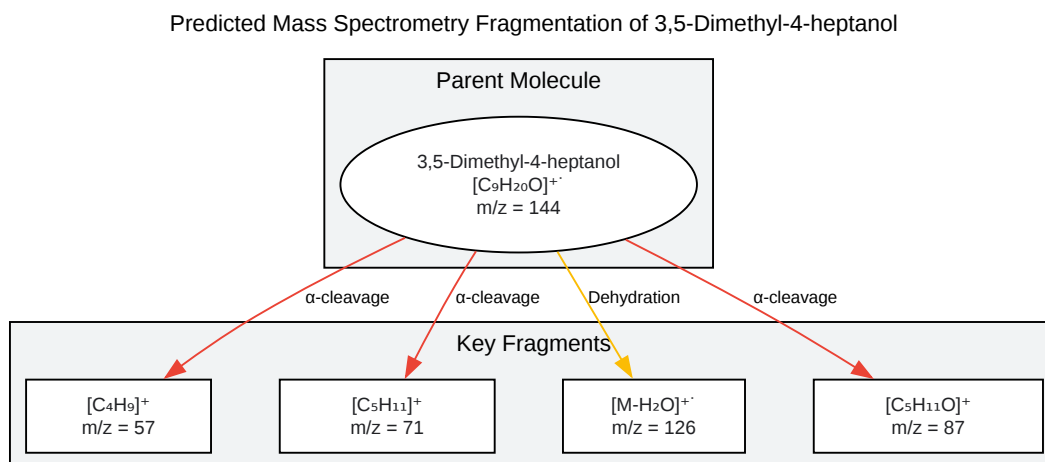 Predicted Mass Spectrometry Fragmentation of 3,5-Dimethyl-4-heptanol
Parent Molecule
3,5-Dimethyl-4-heptanol
[C₉H₂₀O]⁺˙
m/z = 144
α-cleavage
α-cleavage
Dehydration
α-cleavage
Key Fragments
[C₄H₉]⁺
m/z = 57
[C₅H₁₁]⁺
m/z = 71
[M-H₂O]⁺˙
m/z = 126
[C₅H₁₁O]⁺
m/z = 87